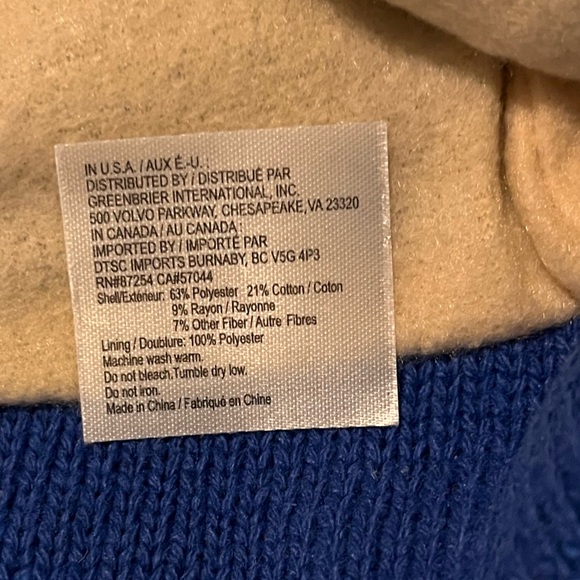 IN U.S.A. / AUX É.-U. :
DISTRIBUTED BY / DISTRIBUÉ PAR
GREENBRIER INTERNATIONAL, INC.
500 VOLVO PARKWAY, CHESAPEAKE, VA 23320
IN CANADA / AU CANADA :
IMPORTED BY / IMPORTÉ PAR
DTSC IMPORTS BURNABY, BC V5G 4P3
RN#87254 CA#57044
Shell/Exteneur: 63% Polyester 21% Cotton / Coton
9% Rayon / Rayonne
7% Other Fiber / Autre Fibres
Lining / Doublure: 100% Polyester
Machine wash warm.
Do not bleach.Tumble dry low.
Do not iron.
Made in China / Fabriqué en Chine